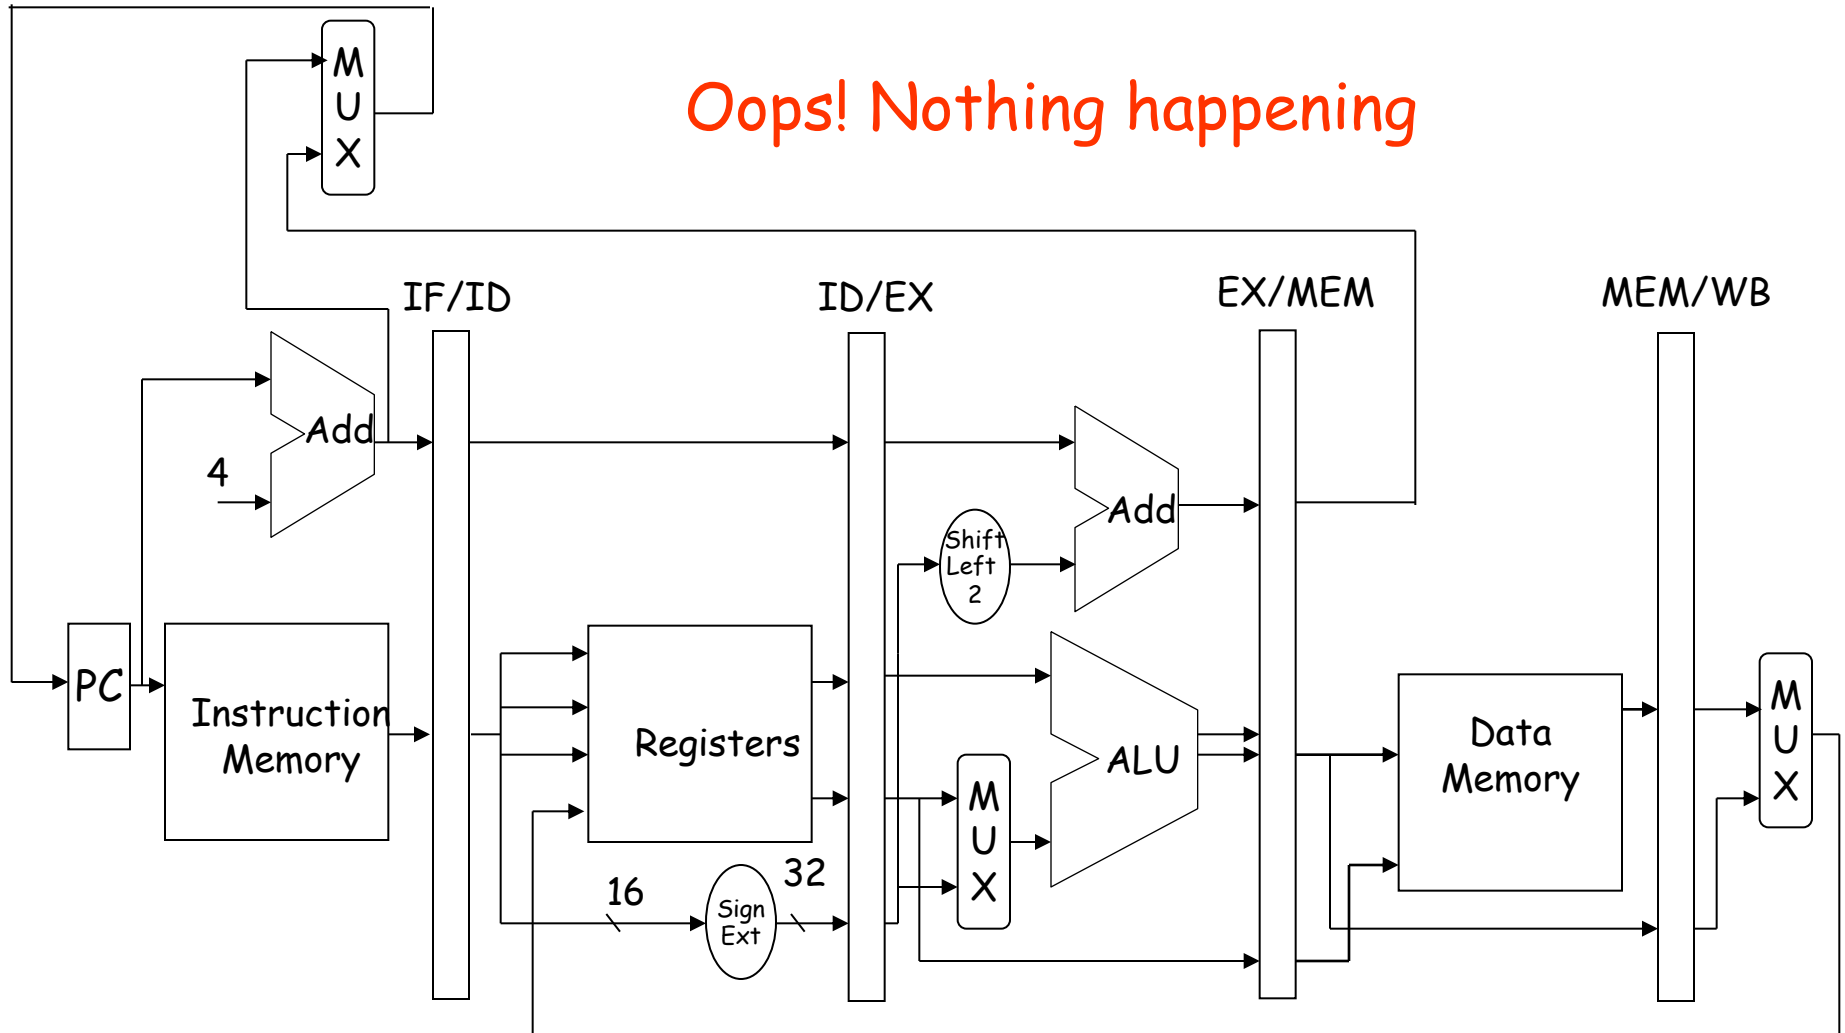 M
U
X
Oops! Nothing happening
IF/ID
ID/EX
EX/MEM
MEM/WB
Add
4
Add
Shift
Left
2
PC
Instruction
Memory
Registers
ALU
M
U
X
Data
Memory
M
U
X
16
32
Sign
Ext